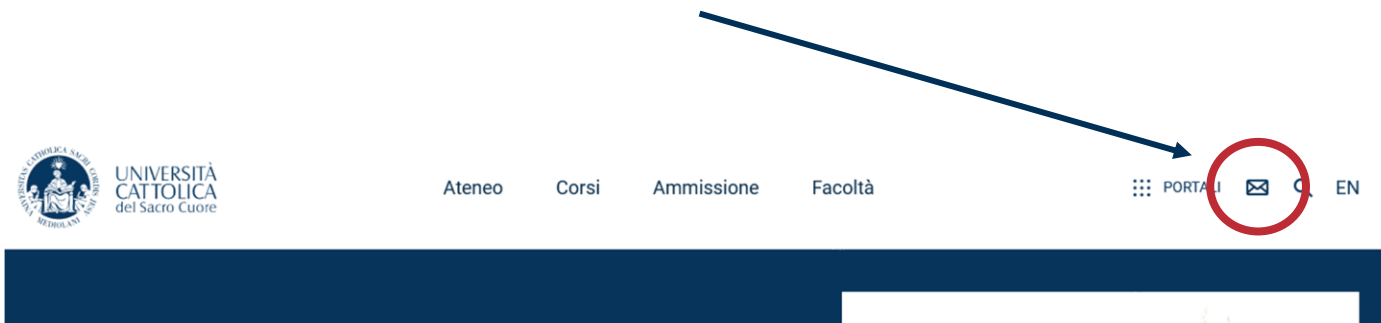 UNIVERSITÀ
CATTOLICA
del Sacro Cuore
Ateneo Corsi Ammissione Facoltà PORTALI EN